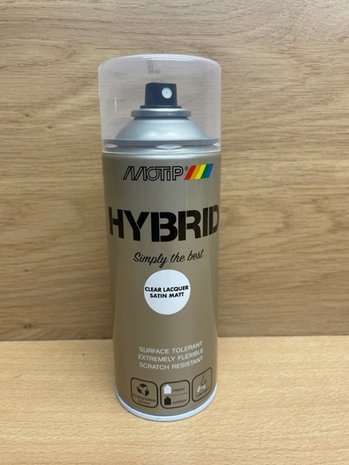 MOTIP
HYBRID
Simply the best
CLEAR LACQUER
SATIN MATT
SURFACE TOLERANT
EXTREMELY FLEXIBLE
SCRATCH RESISTANT